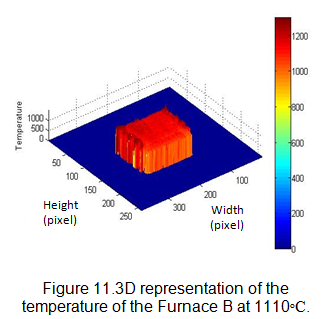 1200
1000
800
600
400
200
0
Temperature
1000
500
0
50
100
150
200
250
Height
(pixel)
300
200
100
Width
(pixel)
Figure 11.3D representation of the
temperature of the Furnace B at 1110◦C.